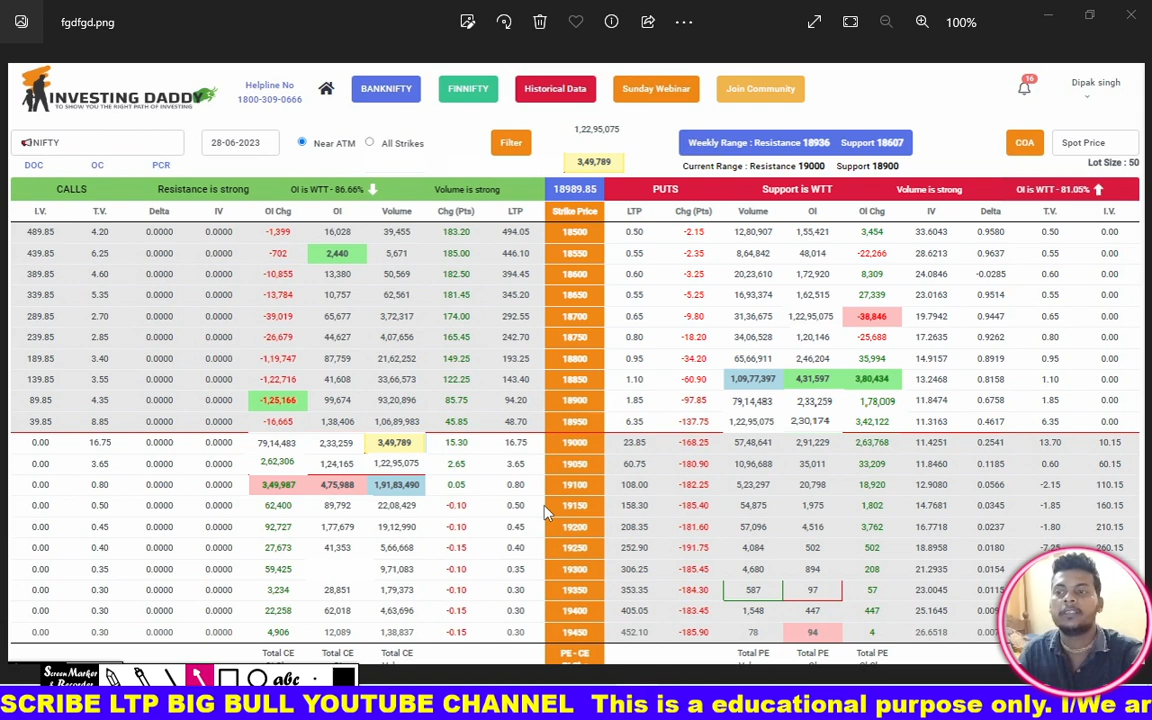 fgdfgd.png
100%
INVESTING DADDY
TO SHOW YOU THE RIGHT PATH OF INVESTING
Helpline No
1800-309-0666
BANKNIFTY
FINNIFTY
Historical Data
Sunday Webinar
Join Community
16
Dipak singh
NIFTY
28-06-2023
Near ATM
All Strikes
Filter
1,22,95,075
3,49,789
Weekly Range : Resistance 18936 Support 18607
Current Range : Resistance 19000 Support 18900
COA
Spot Price
Lot Size : 50
DOC OC PCR
CALLS Resistance is strong OI is WTT - 86.66% Volume is strong 18989.85 PUTS Support is WTT Volume is strong OI is WTT - 81.05%
I.V. T.V. Delta IV OI Chg OI Volume Chg (Pts) LTP Strike Price LTP Chg (Pts) Volume OI OI Chg IV Delta T.V. I.V.
489.85 4.20 0.0000 0.0000 -1,399 16,028 39,455 183.20 494.05 18500 0.50 -2.15 12,80,907 1,55,421 3,454 33.6043 0.9580 0.50 0.00
439.85 6.25 0.0000 0.0000 -702 2,440 5,671 185.00 446.10 18550 0.55 -2.35 8,64,842 48,014 -22,266 28.6213 0.9637 0.55 0.00
389.85 4.60 0.0000 0.0000 -10,855 13,380 50,569 182.50 394.45 18600 0.60 -3.25 20,23,610 1,72,920 8,309 24.0846 -0.0285 0.60 0.00
339.85 5.35 0.0000 0.0000 -13,784 10,757 62,561 181.45 345.20 18650 0.55 -5.25 16,93,374 1,62,515 27,339 23.0163 0.9514 0.55 0.00
289.85 2.70 0.0000 0.0000 -39,019 65,677 3,72,317 174.00 292.55 18700 0.65 -9.80 31,36,675 1,22,95,075 -38,846 19.7942 0.9447 0.65 0.00
239.85 2.85 0.0000 0.0000 -26,679 44,627 4,07,656 165.45 242.70 18750 0.80 -18.20 34,06,528 1,20,146 -25,688 17.2635 0.9262 0.80 0.00
189.85 3.40 0.0000 0.0000 -1,19,747 87,759 21,62,252 149.25 193.25 18800 0.95 -34.20 65,66,911 2,46,204 35,994 14.9157 0.8919 0.95 0.00
139.85 3.55 0.0000 0.0000 -1,22,716 41,608 33,66,573 122.25 143.40 18850 1.10 -60.90 1,09,77,397 4,31,597 3,80,434 13.2468 0.8158 1.10 0.00
89.85 4.35 0.0000 0.0000 -1,25,166 99,674 93,20,896 85.75 94.20 18900 1.85 -97.85 79,14,483 2,33,259 1,78,009 11.8474 0.6758 1.85 0.00
39.85 8.85 0.0000 0.0000 -16,665 1,38,406 1,06,89,983 40.75 48.70 18950 6.35 -137.75 1,22,95,075 2,30,174 3,42,122 11.3163 0.4617 6.35 0.00
0.00 16.75 0.0000 0.0000 79,14,483 2,33,259 3,49,789 15.30 16.75 19000 23.85 -168.25 57,48,641 2,91,229 2,63,768 11.4251 0.2541 13.70 10.15
0.00 3.65 0.0000 0.0000 2,62,306 1,24,165 1,22,95,075 2.65 3.65 19050 60.75 -180.90 10,96,688 35,011 33,209 11.8460 0.1185 0.60 60.15
0.00 0.80 0.0000 0.0000 3,49,987 4,75,988 1,91,83,490 0.05 0.80 19100 108.00 -182.25 5,23,297 20,798 18,920 12.9080 0.0566 -2.15 110.15
0.00 0.50 0.0000 0.0000 62,400 89,792 22,08,429 -0.10 0.50 19150 158.30 -185.40 54,875 1,975 1,802 14.7681 0.0345 -1.85 160.15
0.00 0.45 0.0000 0.0000 92,727 1,77,679 19,12,990 -0.10 0.45 19200 208.35 -181.60 57,096 4,516 3,762 16.7718 0.0237 -1.80 210.15
0.00 0.40 0.0000 0.0000 27,673 41,353 5,66,668 -0.15 0.40 19250 252.90 -191.75 4,084 502 502 18.8958 0.0180 -7.25 260.15
0.00 0.35 0.0000 0.0000 59,425 9,71,083 -0.10 0.35 19300 306.25 -185.45 4,680 894 208 21.2935 0.0154
0.00 0.30 0.0000 0.0000 3,234 28,851 1,79,373 -0.10 0.30 19350 353.35 -184.30 587 97 57 23.0045
0.00 0.30 0.0000 0.0000 22,258 62,018 4,63,696 -0.15 0.30 19400 405.05 -183.45 1,548 447 447 25.1645
0.00 0.30 0.0000 0.0000 4,906 12,089 1,38,837 -0.15 0.30 19450 452.10 -185.90 78 94 4 26.6518
Total CE Total CE Total CE PE - CE Total PE Total PE Total PE
Screen Marker
& Recorder
abc
SCRIBE LTP BIG BULL YOUTUBE CHANNEL This is a educational purpose only. I/We ar